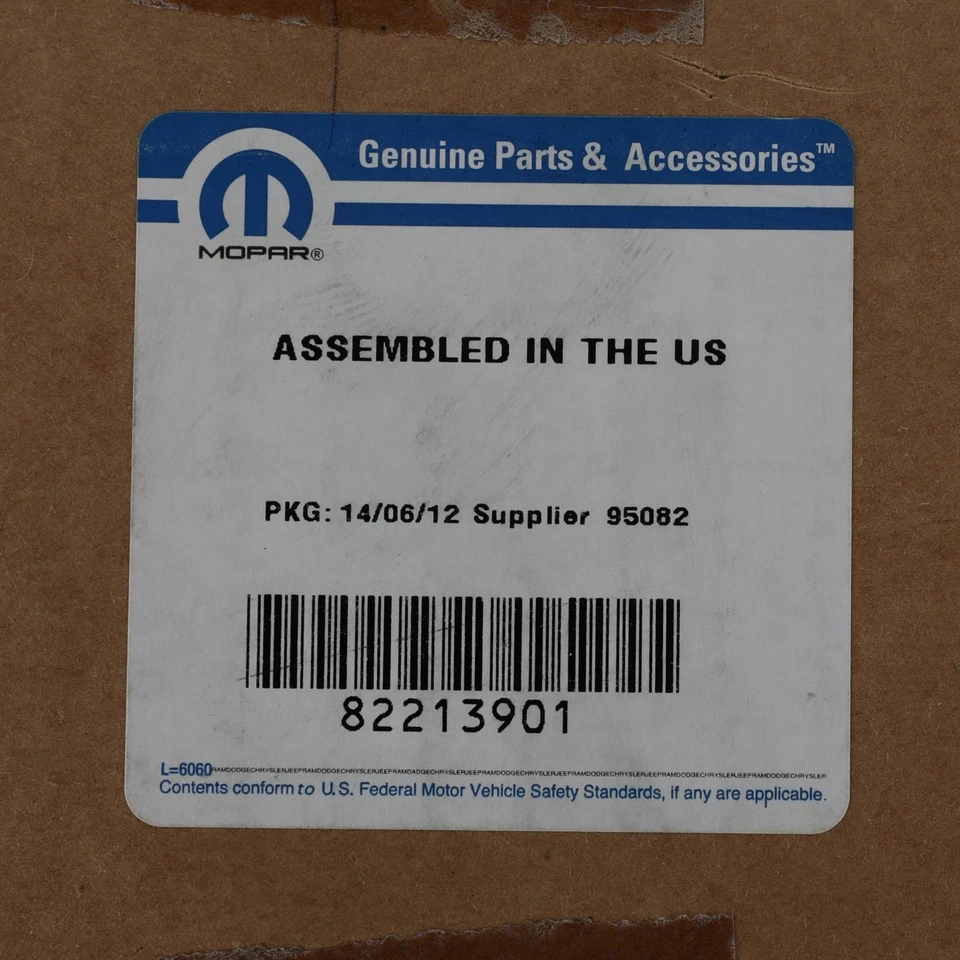 Genuine Parts & Accessories™
MOPAR®
ASSEMBLED IN THE US
PKG: 14/06/12 Supplier 95082
82213901
L=6060RAMDODGECHRYSLERJEEPRAMDODGECHRYSLERJEEPRAMDADGECHRYSLERJEEPRAMDODGECHRYSLERJEEPRAMDODGECHRYSLERJEEPRAMDODGECHRYSLERJEEPRAMDODGECHRYSLER
Contents conform to U.S. Federal Motor Vehicle Safety Standards, if any are applicable.